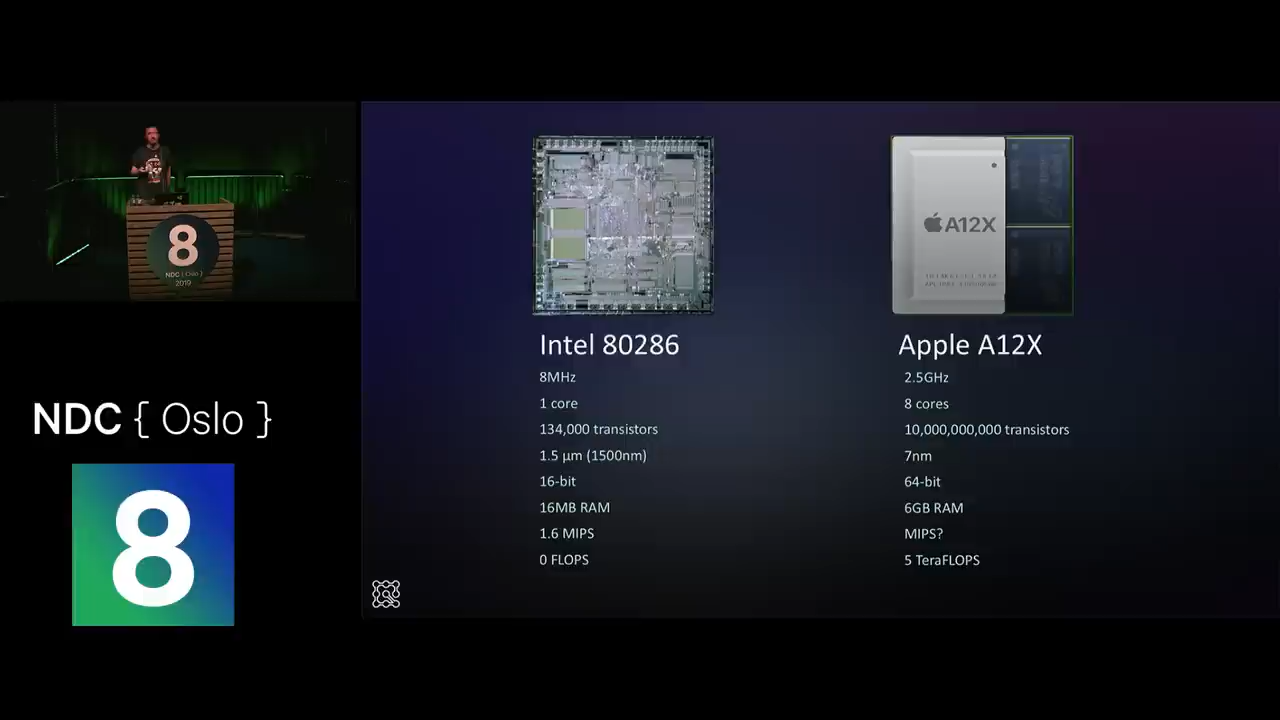 8
NDC { Oslo }
2019
NDC { Oslo }
8
A12X
Intel 80286
8MHz
1 core
134,000 transistors
1.5 µm (1500nm)
16-bit
16MB RAM
1.6 MIPS
0 FLOPS
Apple A12X
2.5GHz
8 cores
10,000,000,000 transistors
7nm
64-bit
6GB RAM
MIPS?
5 TeraFLOPS